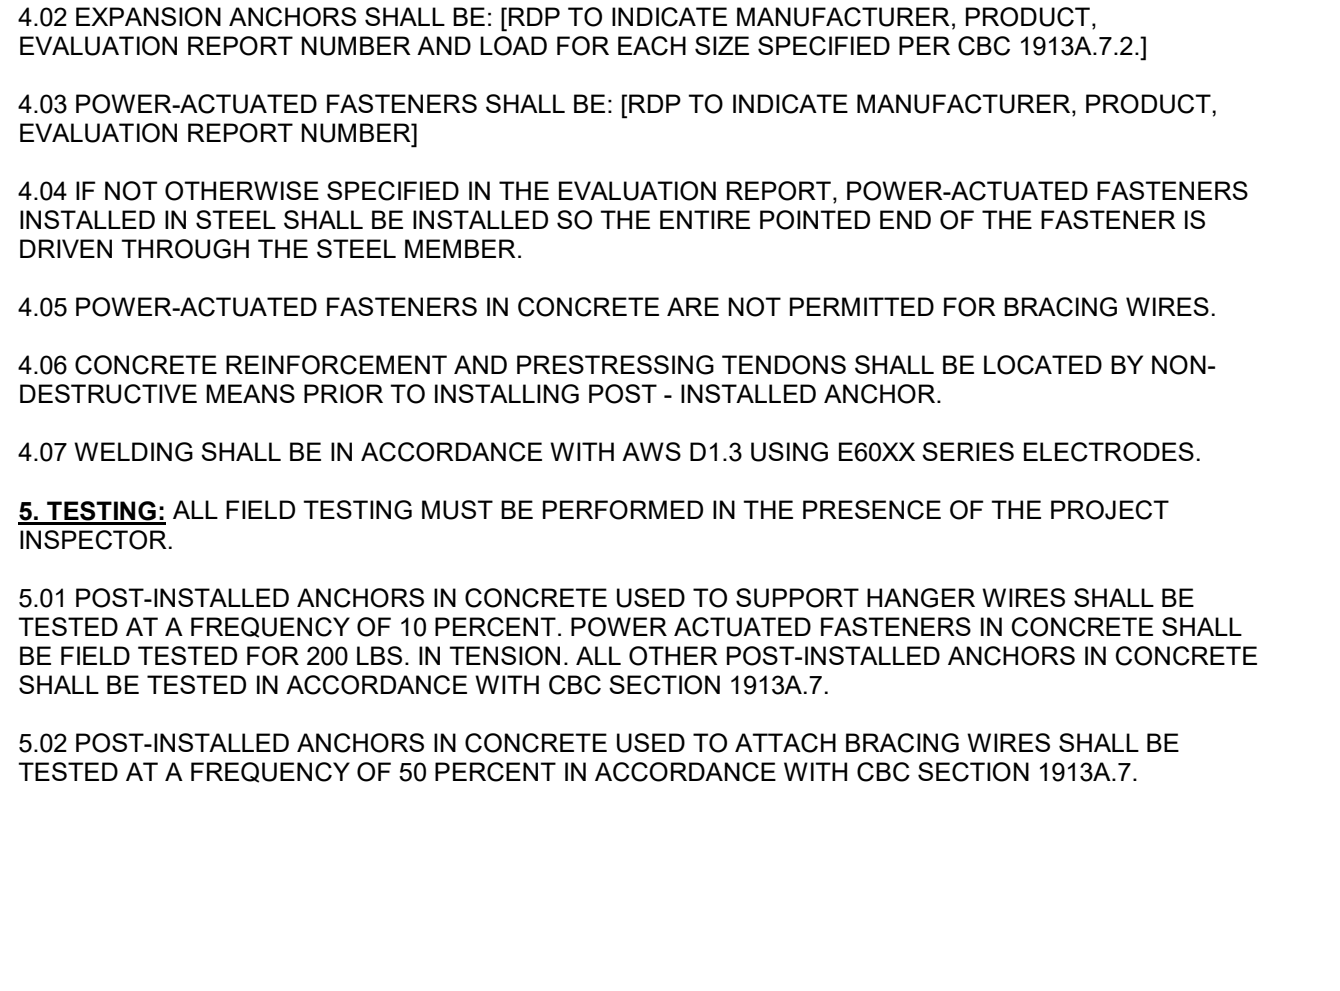 4.02 EXPANSION ANCHORS SHALL BE: [RDP TO INDICATE MANUFACTURER, PRODUCT,
EVALUATION REPORT NUMBER AND LOAD FOR EACH SIZE SPECIFIED PER CBC 1913A.7.2.]
4.03 POWER-ACTUATED FASTENERS SHALL BE: [RDP TO INDICATE MANUFACTURER, PRODUCT,
EVALUATION REPORT NUMBER]
4.04 IF NOT OTHERWISE SPECIFIED IN THE EVALUATION REPORT, POWER-ACTUATED FASTENERS
INSTALLED IN STEEL SHALL BE INSTALLED SO THE ENTIRE POINTED END OF THE FASTENER IS
DRIVEN THROUGH THE STEEL MEMBER.
4.05 POWER-ACTUATED FASTENERS IN CONCRETE ARE NOT PERMITTED FOR BRACING WIRES.
4.06 CONCRETE REINFORCEMENT AND PRESTRESSING TENDONS SHALL BE LOCATED BY NON-
DESTRUCTIVE MEANS PRIOR TO INSTALLING POST - INSTALLED ANCHOR.
4.07 WELDING SHALL BE IN ACCORDANCE WITH AWS D1.3 USING E60XX SERIES ELECTRODES.
5. TESTING: ALL FIELD TESTING MUST BE PERFORMED IN THE PRESENCE OF THE PROJECT
INSPECTOR.
5.01 POST-INSTALLED ANCHORS IN CONCRETE USED TO SUPPORT HANGER WIRES SHALL BE
TESTED AT A FREQUENCY OF 10 PERCENT. POWER ACTUATED FASTENERS IN CONCRETE SHALL
BE FIELD TESTED FOR 200 LBS. IN TENSION. ALL OTHER POST-INSTALLED ANCHORS IN CONCRETE
SHALL BE TESTED IN ACCORDANCE WITH CBC SECTION 1913A.7.
5.02 POST-INSTALLED ANCHORS IN CONCRETE USED TO ATTACH BRACING WIRES SHALL BE
TESTED AT A FREQUENCY OF 50 PERCENT IN ACCORDANCE WITH CBC SECTION 1913A.7.